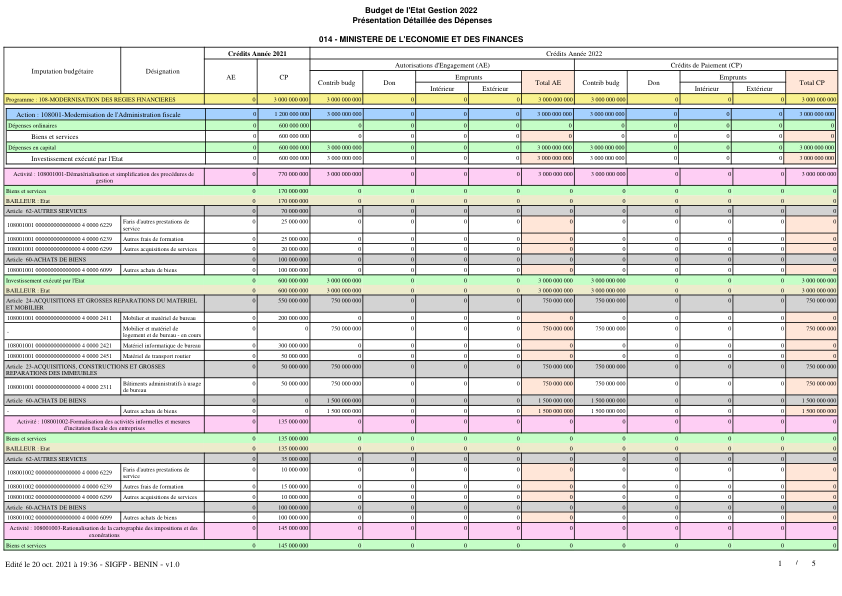 Budget de l'Etat Gestion 2022
Présentation Détaillée des Dépenses
014 - MINISTERE DE L'ECONOMIE ET DES FINANCES
Imputation budgétaire Désignation Crédits Année 2021 Crédits Année 2022
AE CP Autorisations d'Engagement (AE) Crédits de Paiement (CP)
Contrib budg Don Emprunts Total AE Contrib budg Don Emprunts Total CP
Intérieur Extérieur Intérieur Extérieur
Programme : 108-MODERNISATION DES REGIES FINANCIERES 0 3 000 000 000 3 000 000 000 0 0 0 3 000 000 000 3 000 000 000 0 0 0 3 000 000 000
Action : 108001-Modernisation de l'Administration fiscale 0 1 200 000 000 3 000 000 000 0 0 0 3 000 000 000 3 000 000 000 0 0 0 3 000 000 000
Dépenses ordinaires 0 600 000 000 0 0 0 0 0 0 0 0 0 0
Biens et services 0 600 000 000 0 0 0 0 0 0 0 0 0 0
Dépenses en capital 0 600 000 000 3 000 000 000 0 0 0 3 000 000 000 3 000 000 000 0 0 0 3 000 000 000
Investissement exécuté par l'Etat 0 600 000 000 3 000 000 000 0 0 0 3 000 000 000 3 000 000 000 0 0 0 3 000 000 000
Activité : 108001001-Dématérialisation et simplification des procédures de gestion 0 770 000 000 3 000 000 000 0 0 0 3 000 000 000 3 000 000 000 0 0 0 3 000 000 000
Biens et services 0 170 000 000 0 0 0 0 0 0 0 0 0 0
BAILLEUR : Etat 0 170 000 000 0 0 0 0 0 0 0 0 0 0
Article 62-AUTRES SERVICES 0 70 000 000 0 0 0 0 0 0 0 0 0 0
108001001 0000000000000000 4 0000 6229 Faris d'autres prestations de service 0 25 000 000 0 0 0 0 0 0 0 0 0 0
108001001 0000000000000000 4 0000 6239 Autres frais de formation 0 25 000 000 0 0 0 0 0 0 0 0 0 0
108001001 0000000000000000 4 0000 6299 Autres acquisitions de services 0 20 000 000 0 0 0 0 0 0 0 0 0 0
Article 60-ACHATS DE BIENS 0 100 000 000 0 0 0 0 0 0 0 0 0 0
108001001 0000000000000000 4 0000 6099 Autres achats de biens 0 100 000 000 0 0 0 0 0 0 0 0 0 0
Investissement exécuté par l'Etat 0 600 000 000 3 000 000 000 0 0 0 3 000 000 000 3 000 000 000 0 0 0 3 000 000 000
BAILLEUR : Etat 0 600 000 000 3 000 000 000 0 0 0 3 000 000 000 3 000 000 000 0 0 0 3 000 000 000
Article 24-ACQUISITIONS ET GROSSES REPARATIONS DU MATERIEL ET MOBILIER 0 550 000 000 750 000 000 0 0 0 750 000 000 750 000 000 0 0 0 750 000 000
108001001 0000000000000000 4 0000 2411 Mobilier et matériel de bureau 0 200 000 000 0 0 0 0 0 0 0 0 0 0
- Mobilier et matériel de logement et de bureau - en cours 0 0 750 000 000 0 0 0 750 000 000 750 000 000 0 0 0 750 000 000
108001001 0000000000000000 4 0000 2421 Matériel informatique de bureau 0 300 000 000 0 0 0 0 0 0 0 0 0 0
108001001 0000000000000000 4 0000 2451 Matériel de transport routier 0 50 000 000 0 0 0 0 0 0 0 0 0 0
Article 23-ACQUISITIONS, CONSTRUCTIONS ET GROSSES REPARATIONS DES IMMEUBLES 0 50 000 000 750 000 000 0 0 0 750 000 000 750 000 000 0 0 0 750 000 000
108001001 0000000000000000 4 0000 2311 Bâtiments administratifs à usage de bureau 0 50 000 000 750 000 000 0 0 0 750 000 000 750 000 000 0 0 0 750 000 000
Article 60-ACHATS DE BIENS 0 0 1 500 000 000 0 0 0 1 500 000 000 1 500 000 000 0 0 0 1 500 000 000
- Autres achats de biens 0 0 1 500 000 000 0 0 0 1 500 000 000 1 500 000 000 0 0 0 1 500 000 000
Activité : 108001002-Formalisation des activités informelles et mesures d'incitation fiscale des entreprises 0 135 000 000 0 0 0 0 0 0 0 0 0 0
Biens et services 0 135 000 000 0 0 0 0 0 0 0 0 0 0
BAILLEUR : Etat 0 135 000 000 0 0 0 0 0 0 0 0 0 0
Article 62-AUTRES SERVICES 0 35 000 000 0 0 0 0 0 0 0 0 0 0
108001002 0000000000000000 4 0000 6229 Faris d'autres prestations de service 0 10 000 000 0 0 0 0 0 0 0 0 0 0
108001002 0000000000000000 4 0000 6239 Autres frais de formation 0 15 000 000 0 0 0 0 0 0 0 0 0 0
108001002 0000000000000000 4 0000 6299 Autres acquisitions de services 0 10 000 000 0 0 0 0 0 0 0 0 0 0
Article 60-ACHATS DE BIENS 0 100 000 000 0 0 0 0 0 0 0 0 0 0
108001002 0000000000000000 4 0000 6099 Autres achats de biens 0 100 000 000 0 0 0 0 0 0 0 0 0 0
Activité : 108001003-Rationalisation de la cartographie des impositions et des exonérations 0 145 000 000 0 0 0 0 0 0 0 0 0 0
Biens et services 0 145 000 000 0 0 0 0 0 0 0 0 0 0
Edité le 20 oct. 2021 à 19:36 - SIGFP - BENIN - v1.0 1 / 5